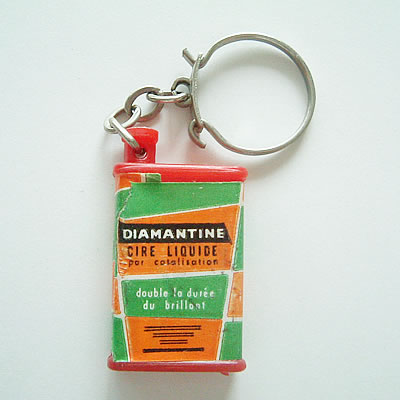 DIAMANTINE
CIRE LIQUIDE
par catalisation
double la durée
du brillant